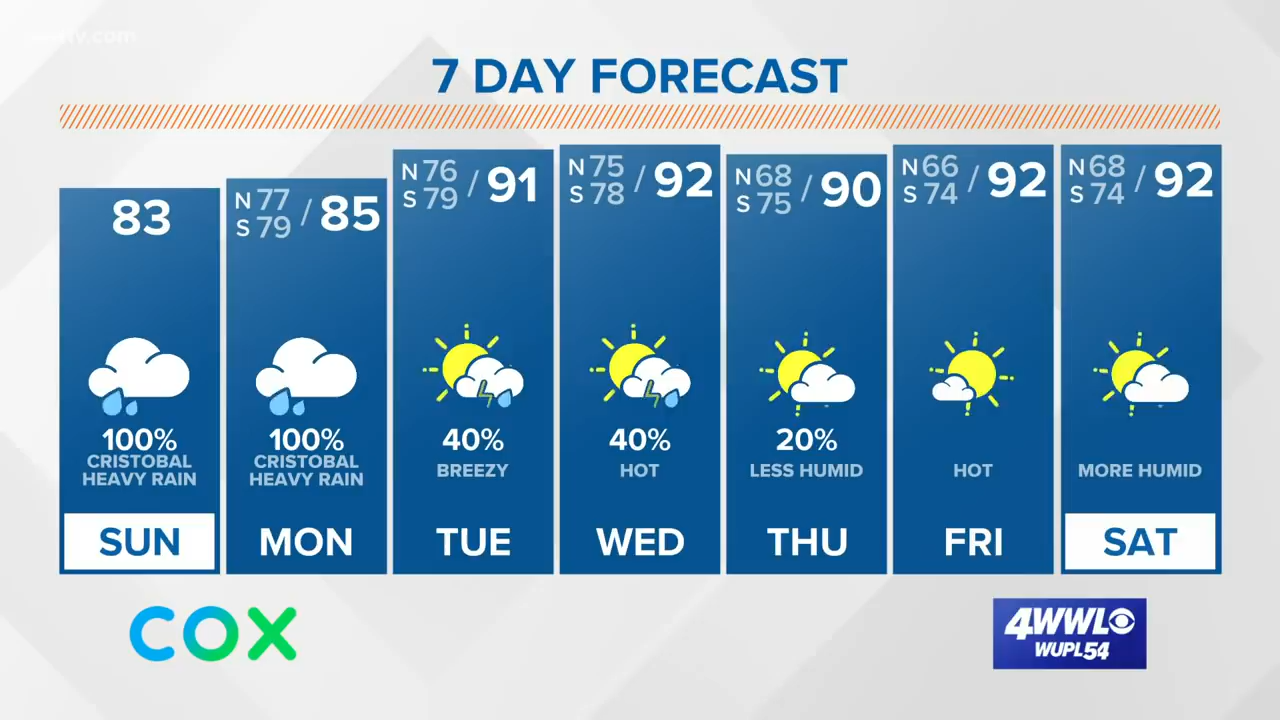 7 DAY FORECAST
83
100%
CRISTOBAL
HEAVY RAIN
SUN
N 77
S 79 / 85
100%
CRISTOBAL
HEAVY RAIN
MON
N 76
S 79 / 91
40%
BREEZY
TUE
N 75
S 78 / 92
40%
HOT
WED
N 68
S 75 / 90
20%
LESS HUMID
THU
N 66
S 74 / 92
HOT
FRI
N 68
S 74 / 92
MORE HUMID
SAT
COX
4WWL
WUPL54